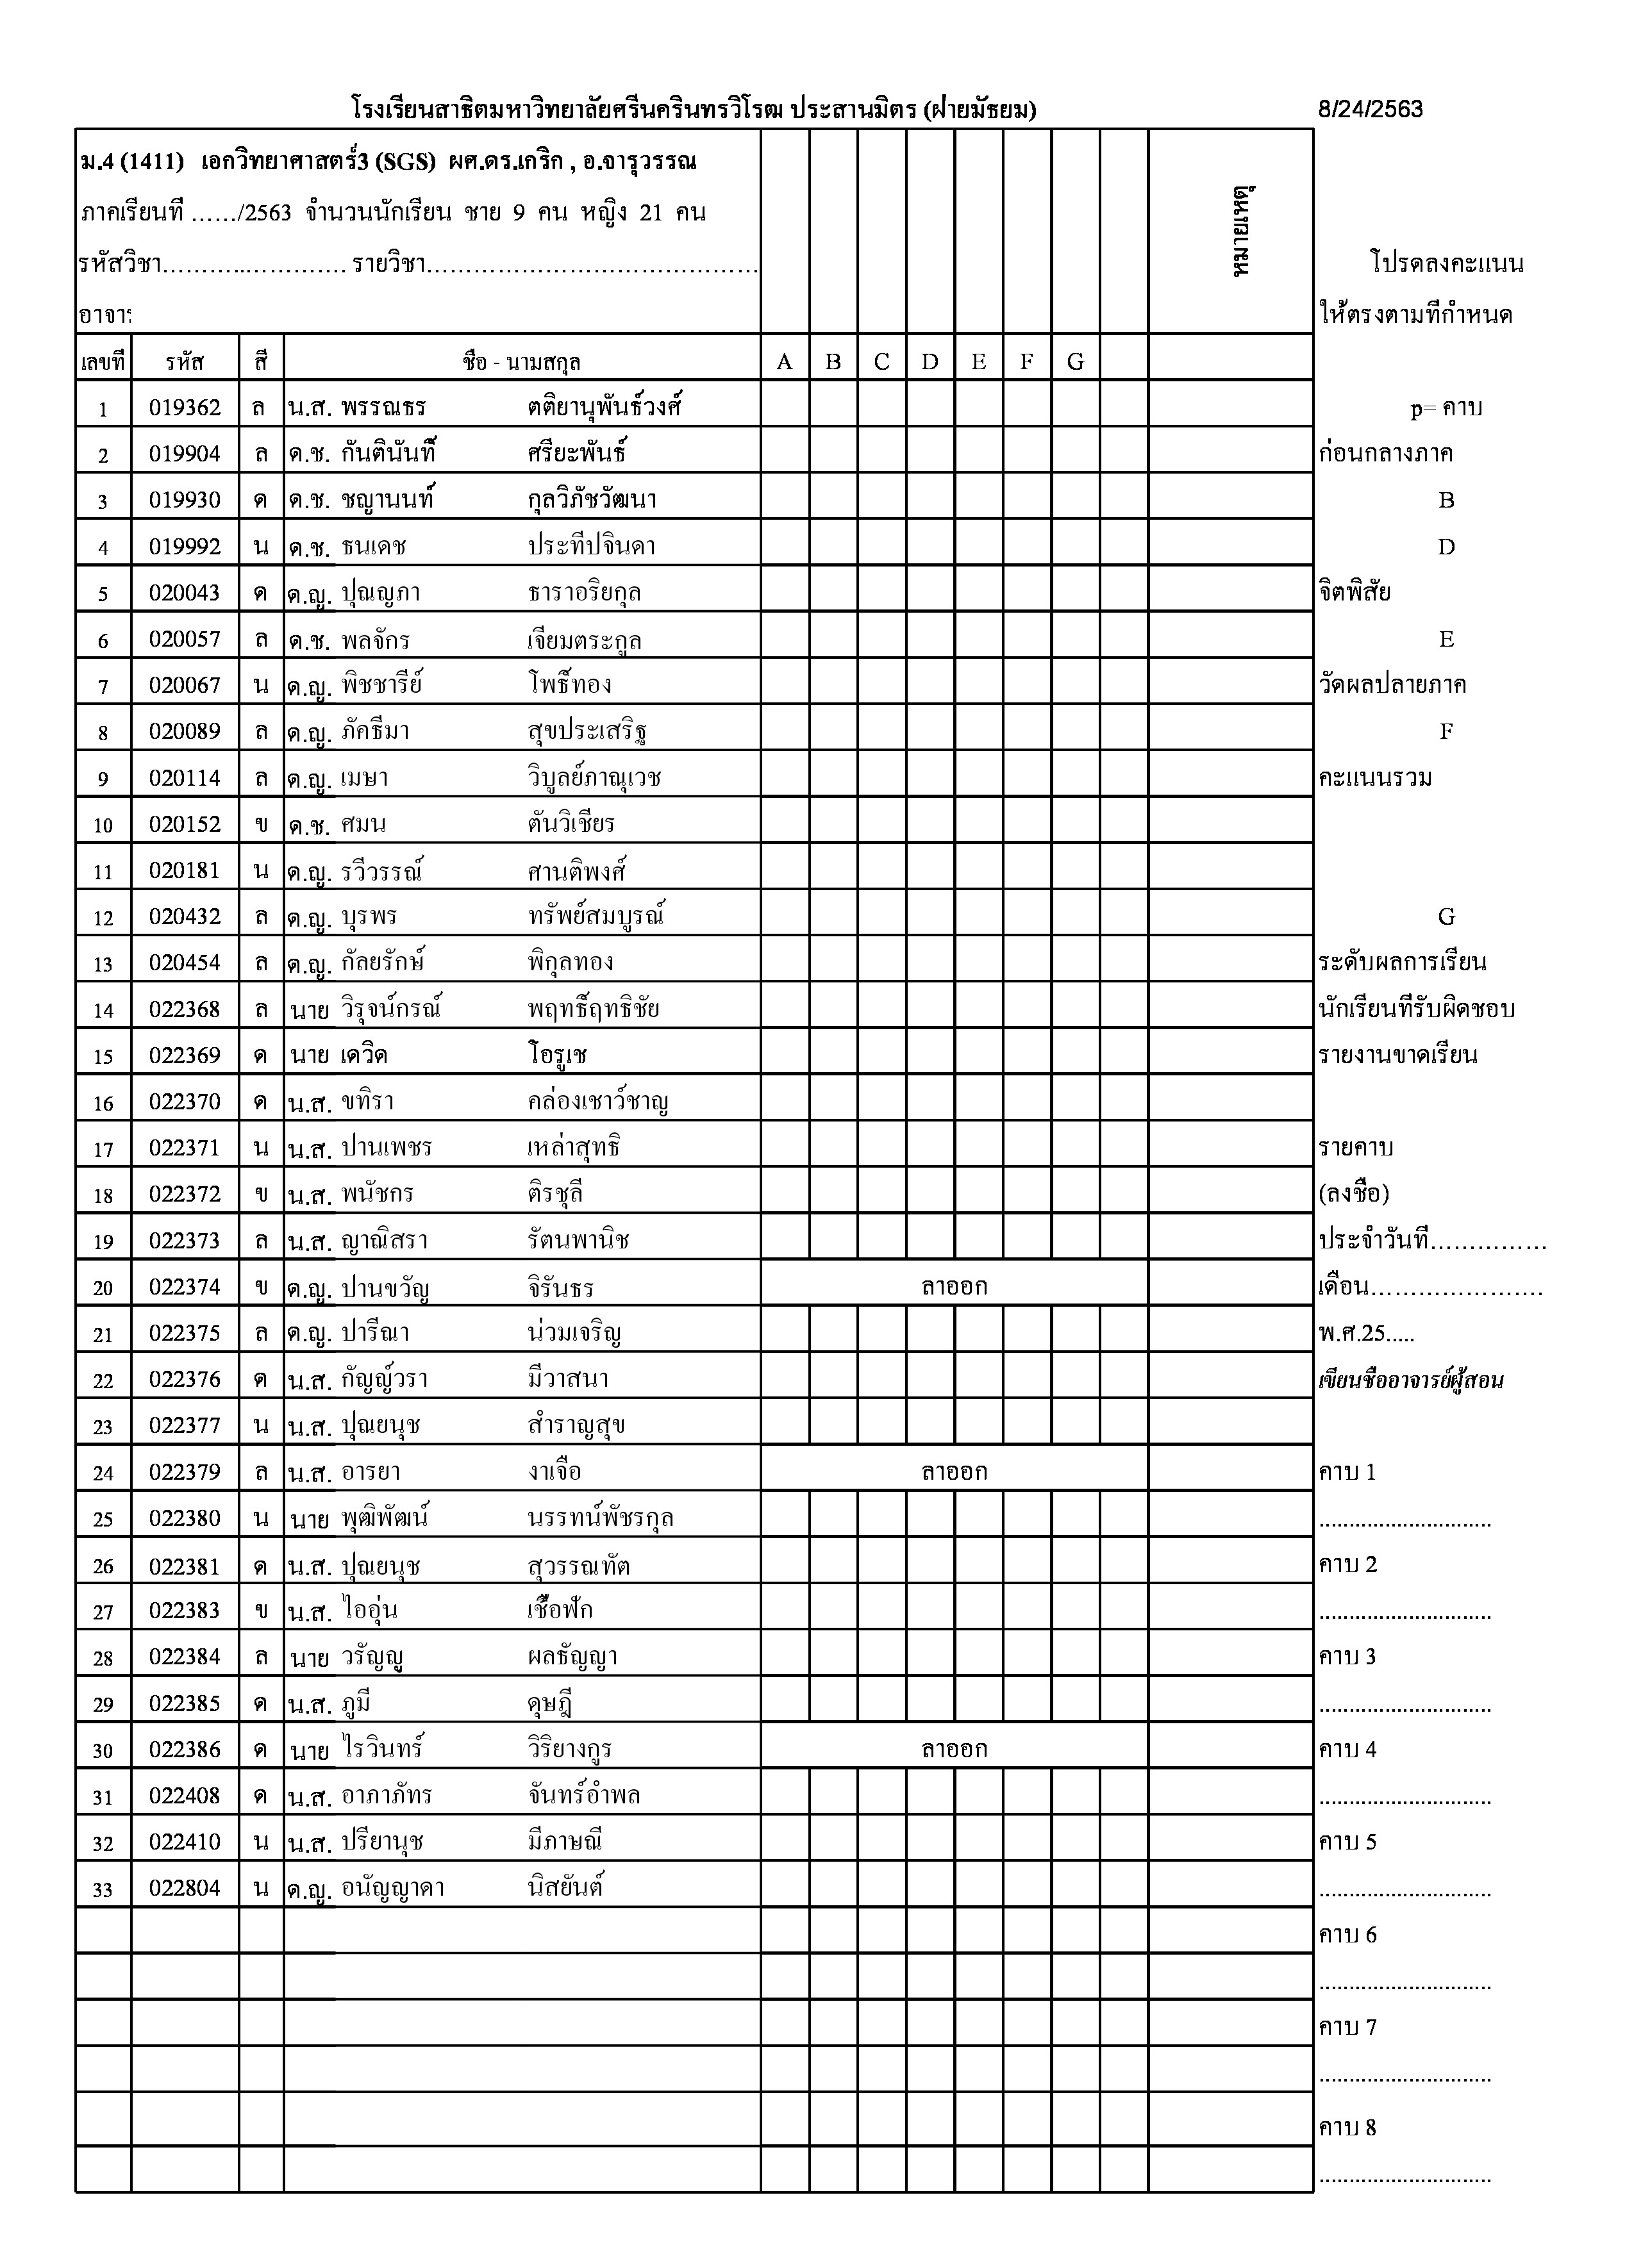 โรงเรียนสาธิตมหาวิทยาลัยศรีนครินทรวิโรฒ ประสานมิตร (ฝ่ายมัธยม) 8/24/2563
ม.4 (1411) เอกวิทยาศาสตร์3 (SGS) ผศ.ดร.เกริก , อ.จารุวรรณ
ภาคเรียนที่ ....../2563 จำนวนนักเรียน ชาย 9 คน หญิง 21 คน
หมายเหตุ
รหัสวิชา............................ รายวิชา................................................... โปรดลงคะแนน
อาจาร ให้ตรงตามที่กำหนด
เลขที่ รหัส สี ชื่อ - นามสกุล A B C D E F G
1 019362 ล น.ส. พรรณธร ตติยานุพันธ์วงศ์ p= คาบ
2 019904 ล ด.ช. กันตินันท์ ศรียะพันธ์ ก่อนกลางภาค
3 019930 ด ด.ช. ชญานนท์ กุลวิภัชวัฒนา B
4 019992 น ด.ช. ธนเดช ประทีปจินดา D
5 020043 ด ด.ญ. ปุณญภา ธาราอริยกุล จิตพิสัย
6 020057 ล ด.ช. พลจักร เจียมตระกูล E
7 020067 น ด.ญ. พิชชารีย์ โพธิ์ทอง วัดผลปลายภาค
8 020089 ล ด.ญ. ภัคธีมา สุขประเสริฐ F
9 020114 ล ด.ญ. เมษา วิบูลย์ภาณุเวช คะแนนรวม
10 020152 ข ด.ช. ศมน ตันวิเชียร
11 020181 น ด.ญ. รวีวรรณ์ ศานติพงศ์
12 020432 ล ด.ญ. บุรพร ทรัพย์สมบูรณ์ G
13 020454 ล ด.ญ. กัลยรักษ์ พิกุลทอง ระดับผลการเรียน
14 022368 ล นาย วิรุจน์กรณ์ พฤทธิ์ฤทธิชัย นักเรียนที่รับผิดชอบ
15 022369 ด นาย เดวิด โอรูเช รายงานขาดเรียน
16 022370 ด น.ส. ขทิรา คล่องเชาว์ชาญ
17 022371 น น.ส. ปานเพชร เหล่าสุทธิ รายคาบ
18 022372 ข น.ส. พนัชกร ติรชุลี (ลงชื่อ)
19 022373 ล น.ส. ญาณิสรา รัตนพานิช ประจำวันที่...............
20 022374 ข ด.ญ. ปานขวัญ จิรันธร ลาออก เดือน......................
21 022375 ล ด.ญ. ปารีณา น่วมเจริญ พ.ศ.25.....
22 022376 ด น.ส. กัญญ์วรา มีวาสนา เขียนชื่ออาจารย์ผู้สอน
23 022377 น น.ส. ปุณยนุช สำราญสุข
24 022379 ล น.ส. อารยา งาเจือ ลาออก คาบ 1
25 022380 น นาย พุฒิพัฒน์ นรรทน์พัชรกุล .............................
26 022381 ด น.ส. ปุณยนุช สุวรรณทัต คาบ 2
27 022383 ข น.ส. ไออุ่น เชื้อฟัก .............................
28 022384 ล นาย วรัญญู ผลธัญญา คาบ 3
29 022385 ด น.ส. ภูมี ดุษฎี .............................
30 022386 ด นาย ไรวินทร์ วิริยางกูร ลาออก คาบ 4
31 022408 ด น.ส. อาภาภัทร จันทร์อำพล .............................
32 022410 น น.ส. ปรียานุช มีภาษณี คาบ 5
33 022804 น ด.ญ. อนัญญาดา นิสยันต์ .............................
คาบ 6
.............................
คาบ 7
.............................
คาบ 8
.............................